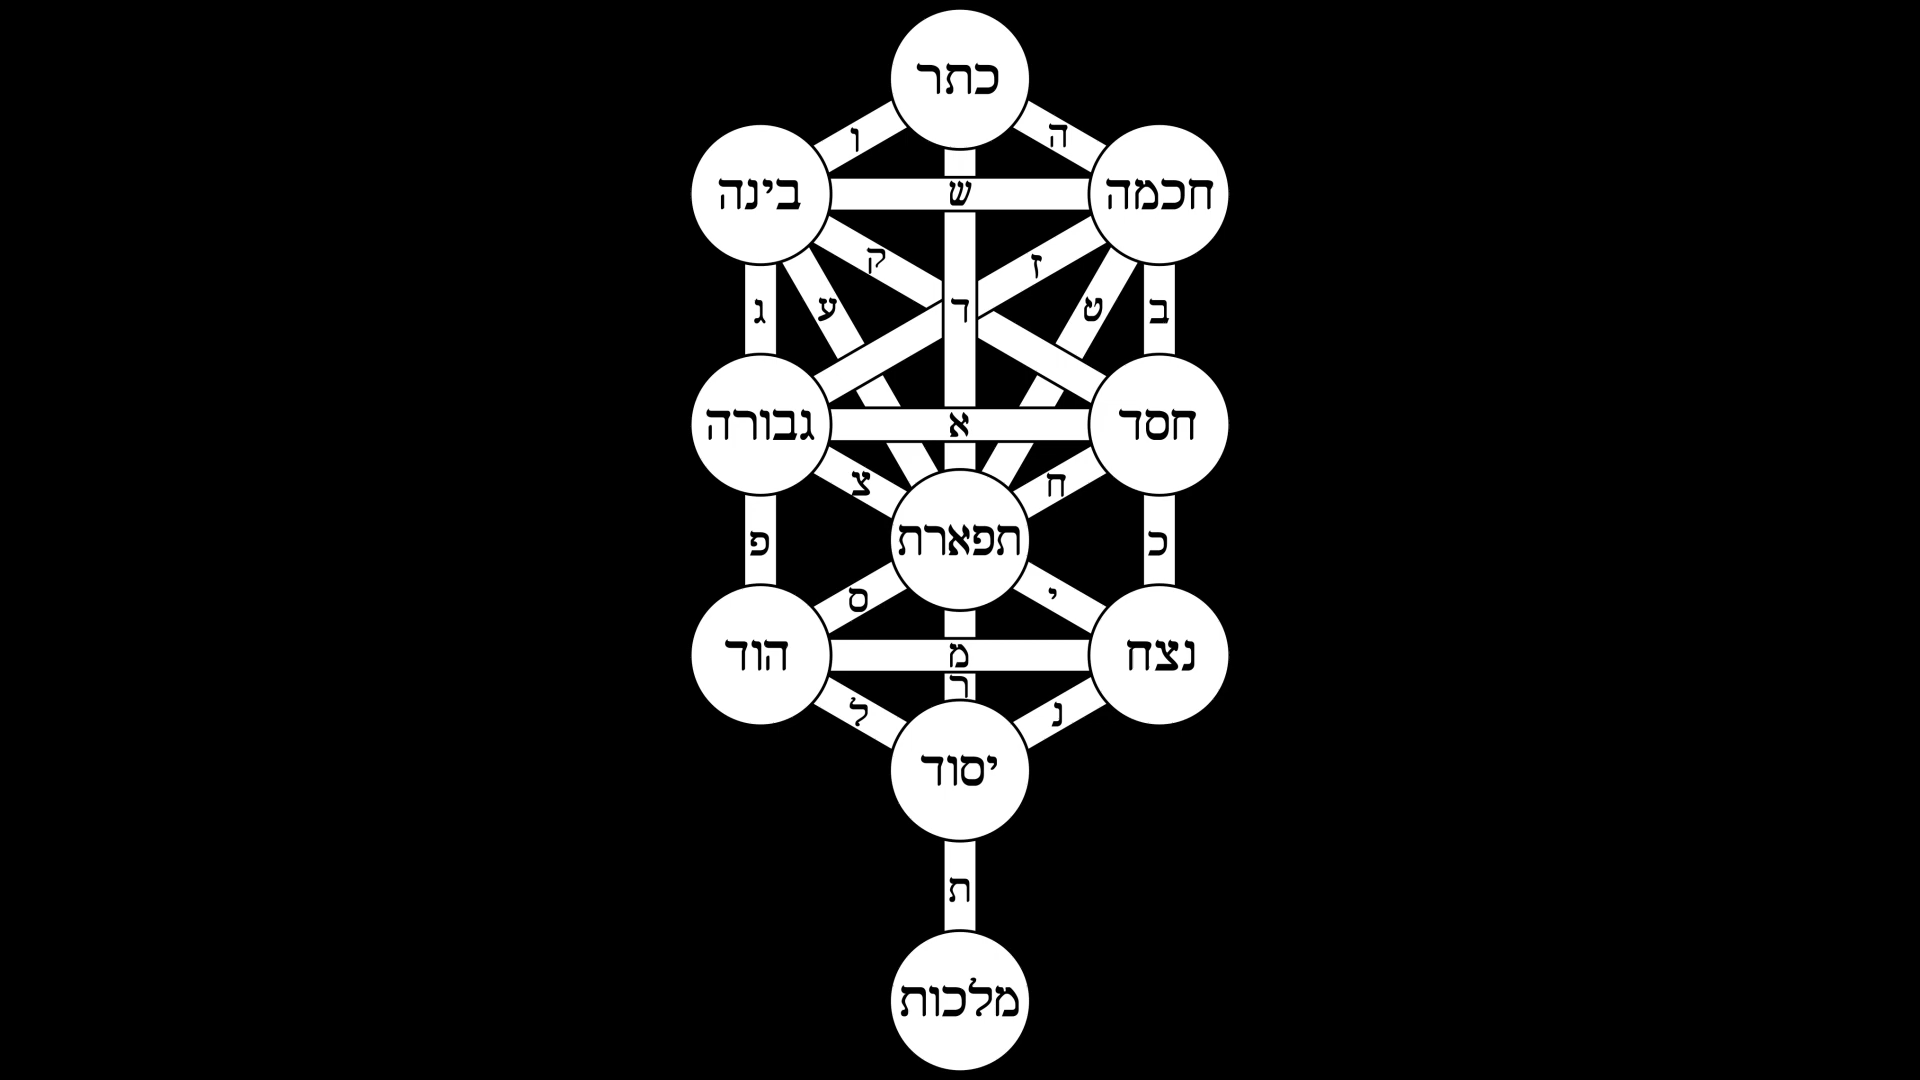 כתר
ה
ו
חכמה
ש
בינה
ז
ק
ב
ט
ד
ע
ג
חסד
א
גבורה
ח
צ
תפארת
כ
פ
י
ס
נצח
מ
הוד
ר
נ
ל
יסוד
ת
מלכות